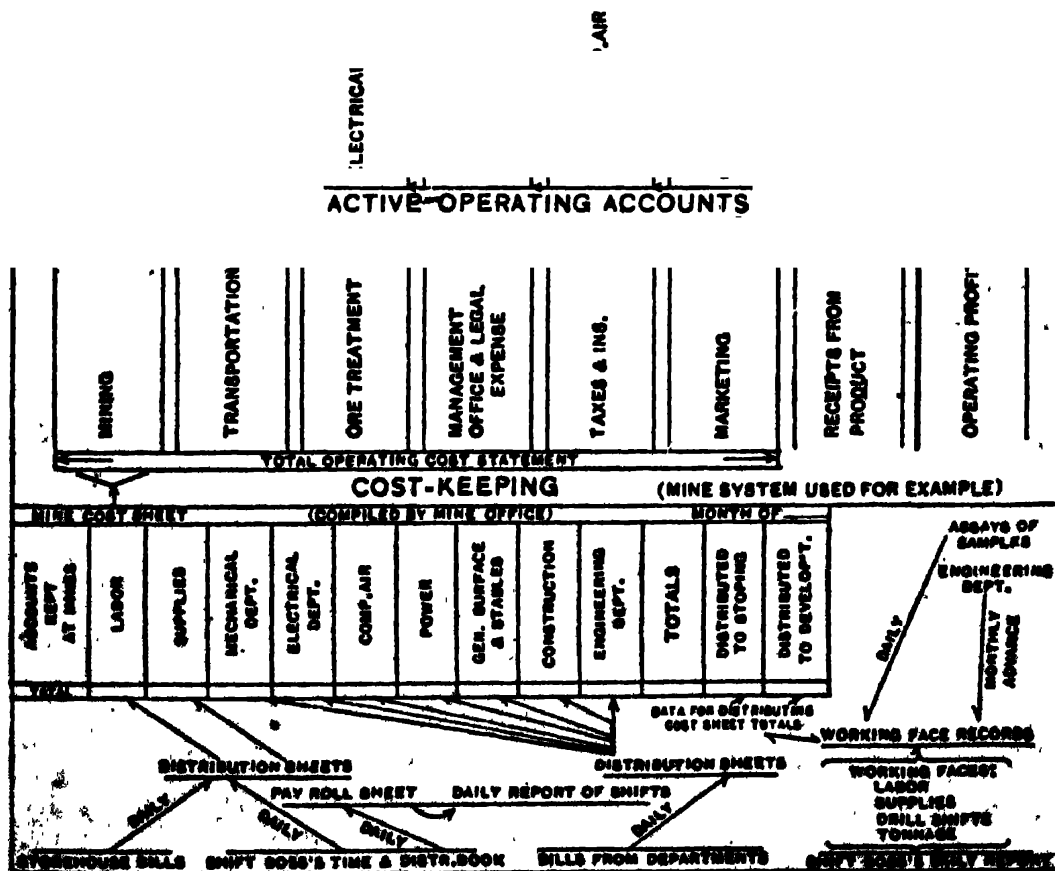 ACTIVE OPERATING ACCOUNTS
MINING
TRANSPORTATION
ORE TREATMENT
MANAGEMENT
OFFICE & LEGAL
EXPENSE
TAXES & INS.
MARKETING
RECEIPTS FROM
PRODUCT
OPERATING PROFIT
TOTAL OPERATING COST STATEMENT
COST-KEEPING (MINE SYSTEM USED FOR EXAMPLE)
MINE COST SHEET (COMPILED BY MINE OFFICE) MONTH OF
ACCOUNTS
KEPT
AT MINES
LABOR
SUPPLIES
MECHANICAL
DEPT.
ELECTRICAL
DEPT.
COMP. AIR
POWER
GEN. SURFACE
& STABLES
CONSTRUCTION
ENGINEERING
DEPT.
TOTALS
DISTRIBUTED
TO STOPING
DISTRIBUTED
TO DEVELOPT.
TOTAL
ASSAYS OF
SAMPLES
ENGINEERING
DEPT.
DAILY
MONTHLY
ADVANCE
DATA FOR DISTRIBUTING
COST SHEET TOTALS
WORKING FACE RECORDS
DISTRIBUTION SHEETS
DISTRIBUTION SHEETS
PAY ROLL SHEET
DAILY REPORT OF SHIFTS
WORKING FACES:
LABOR
SUPPLIES
DRILL SHIFTS
TONNAGE
DAILY
DAILY
DAILY
DAILY
STOREHOUSE BILLS
SHIFT BOSS'S TIME & DISTR. BOOK
BILLS FROM DEPARTMENTS
SHIFT BOSS'S DAILY REPORT